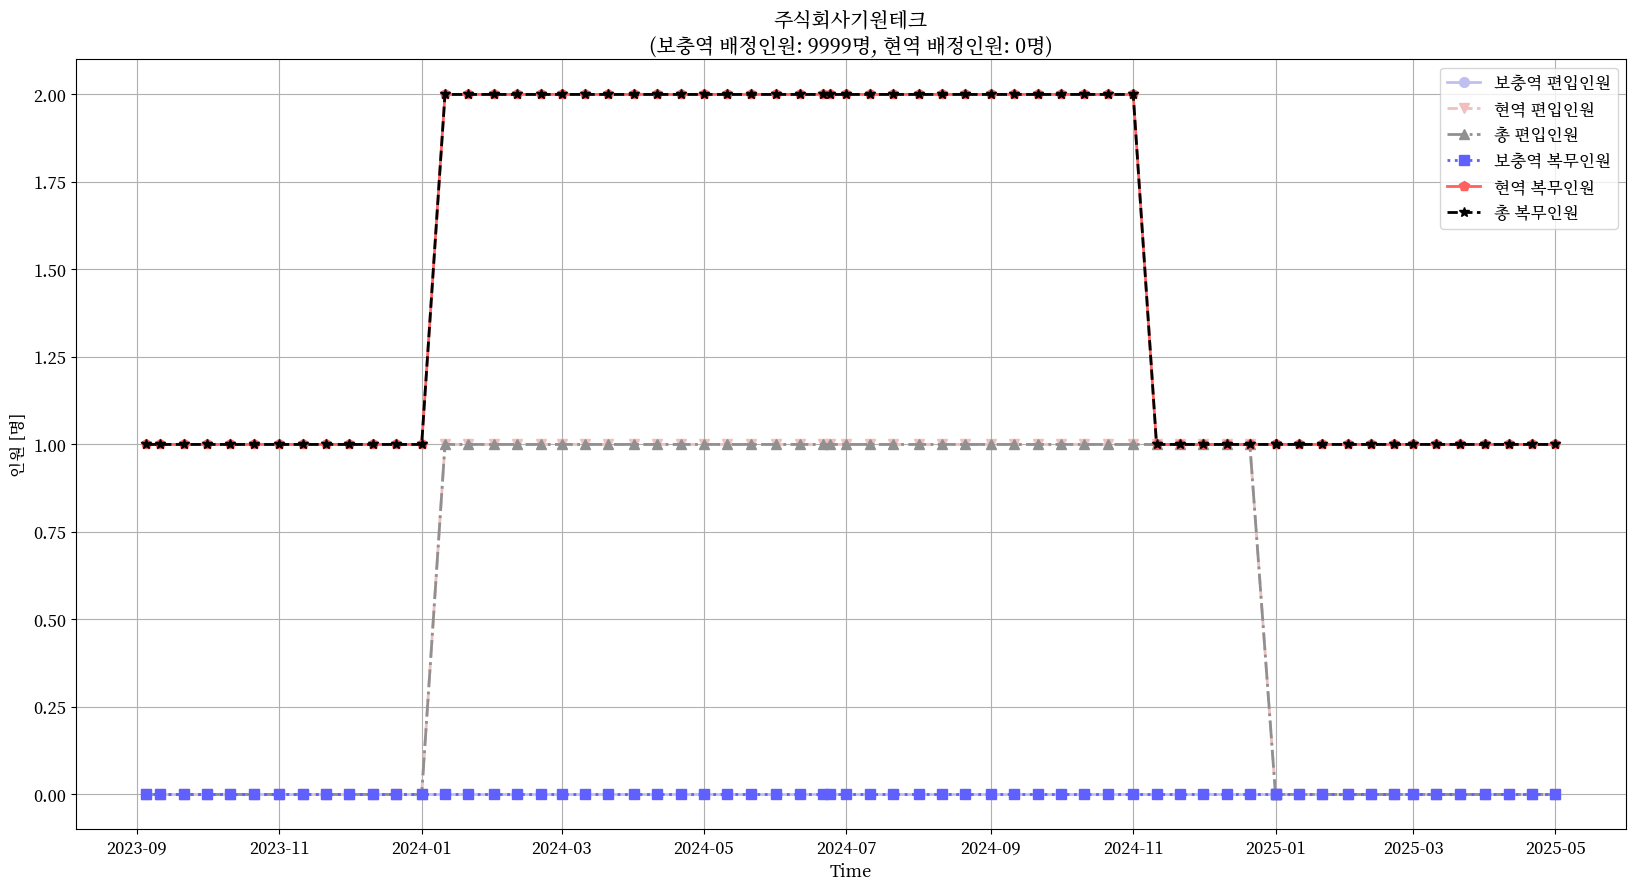 주식회사기원테크
(보충역 배정인원: 9999명, 현역 배정인원: 0명)
보충역 편입인원
현역 편입인원
총 편입인원
보충역 복무인원
현역 복무인원
총 복무인원
인원 [명]
2.00
1.75
1.50
1.25
1.00
0.75
0.50
0.25
0.00
2023-09 2023-11 2024-01 2024-03 2024-05 2024-07 2024-09 2024-11 2025-01 2025-03 2025-05
Time